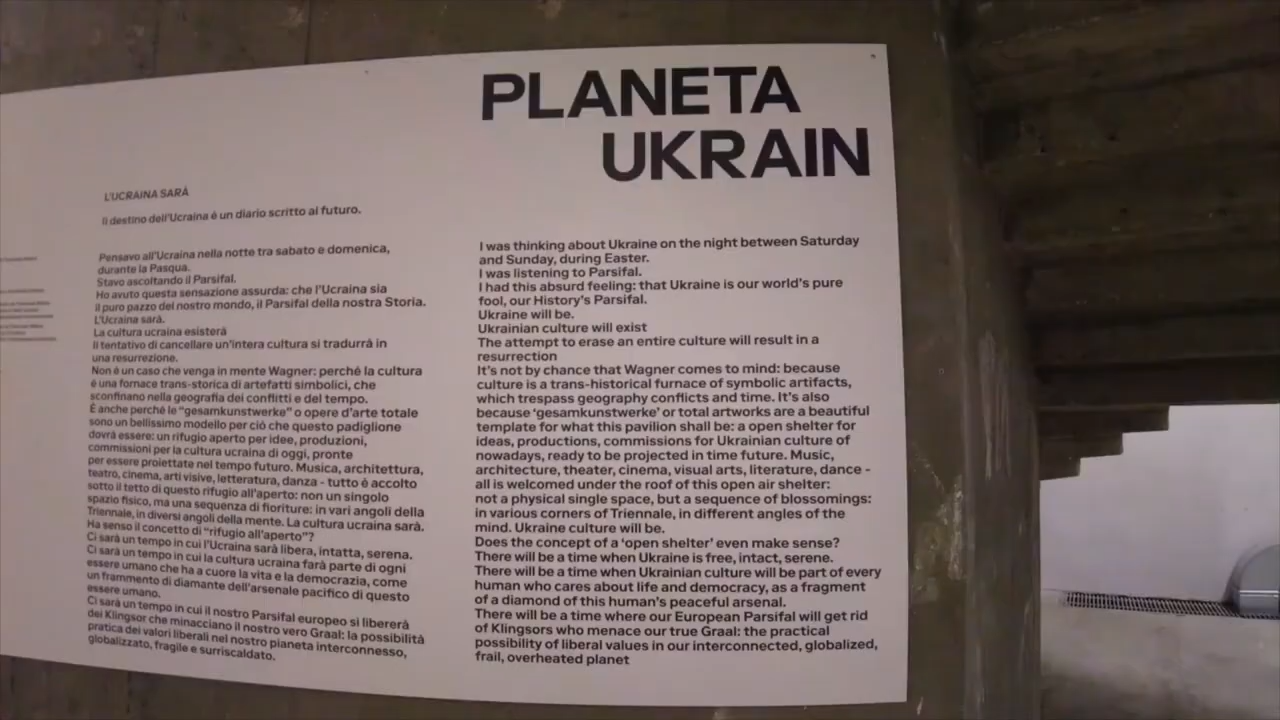 PLANETA
UKRAIN
L'UCRAINA SARÁ
Il destino dell'Ucraina é un diario scritto al futuro.
Pensavo all'Ucraina nella notte tra sabato e domenica,
durante la Pasqua.
Stavo ascoltando il Parsifal.
Ho avuto questa sensazione assurda: che l'Ucraina sia
il puro pazzo del nostro mondo, il Parsifal della nostra Storia.
L'Ucraina sará.
La cultura ucraina esisterá
Il tentativo di cancellare un'intera cultura si tradurrá in
una resurrezione.
Non é un caso che venga in mente Wagner: perché la cultura
é una fornace trans-storica di artefatti simbolici, che
sconfinano nella geografia dei conflitti e del tempo.
É anche perché le "gesamkunstwerke" o opere d'arte totale
sono un bellissimo modello per ció che questo padiglione
dovrá essere: un rifugio aperto per idee, produzioni,
commissioni per la cultura ucraina di oggi, pronte
per essere proiettate nel tempo futuro. Musica, architettura,
teatro, cinema, arti visive, letteratura, danza - tutto é accolto
sotto il tetto di questo rifugio all'aperto: non un singolo
spazio fisico, ma una sequenza di fioriture: in vari angoli della
Triennale, in diversi angoli della mente. La cultura ucraina sará.
Ha senso il concetto di "rifugio all'aperto"?
Ci sará un tempo in cui l'Ucraina sará libera, intatta, serena.
Ci sará un tempo in cui la cultura ucraina fará parte di ogni
essere umano che ha a cuore la vita e la democrazia, come
un frammento di diamante dell'arsenale pacifico di questo
essere umano.
Ci sará un tempo in cui il nostro Parsifal europeo si libererá
dei Klingsor che minacciano il nostro vero Graal: la possibilitá
pratica dei valori liberali nel nostro pianeta interconnesso,
globalizzato, fragile e surriscaldato.
I was thinking about Ukraine on the night between Saturday
and Sunday, during Easter.
I was listening to Parsifal.
I had this absurd feeling: that Ukraine is our world's pure
fool, our History's Parsifal.
Ukraine will be.
Ukrainian culture will exist
The attempt to erase an entire culture will result in a
resurrection
It's not by chance that Wagner comes to mind: because
culture is a trans-historical furnace of symbolic artifacts,
which trespass geography conflicts and time. It's also
because 'gesamkunstwerke' or total artworks are a beautiful
template for what this pavilion shall be: a open shelter for
ideas, productions, commissions for Ukrainian culture of
nowadays, ready to be projected in time future. Music,
architecture, theater, cinema, visual arts, literature, dance -
all is welcomed under the roof of this open air shelter:
not a physical single space, but a sequence of blossomings:
in various corners of Triennale, in different angles of the
mind. Ukraine culture will be.
Does the concept of a 'open shelter' even make sense?
There will be a time when Ukraine is free, intact, serene.
There will be a time when Ukrainian culture will be part of every
human who cares about life and democracy, as a fragment
of a diamond of this human's peaceful arsenal.
There will be a time where our European Parsifal will get rid
of Klingsors who menace our true Graal: the practical
possibility of liberal values in our interconnected, globalized,
frail, overheated planet